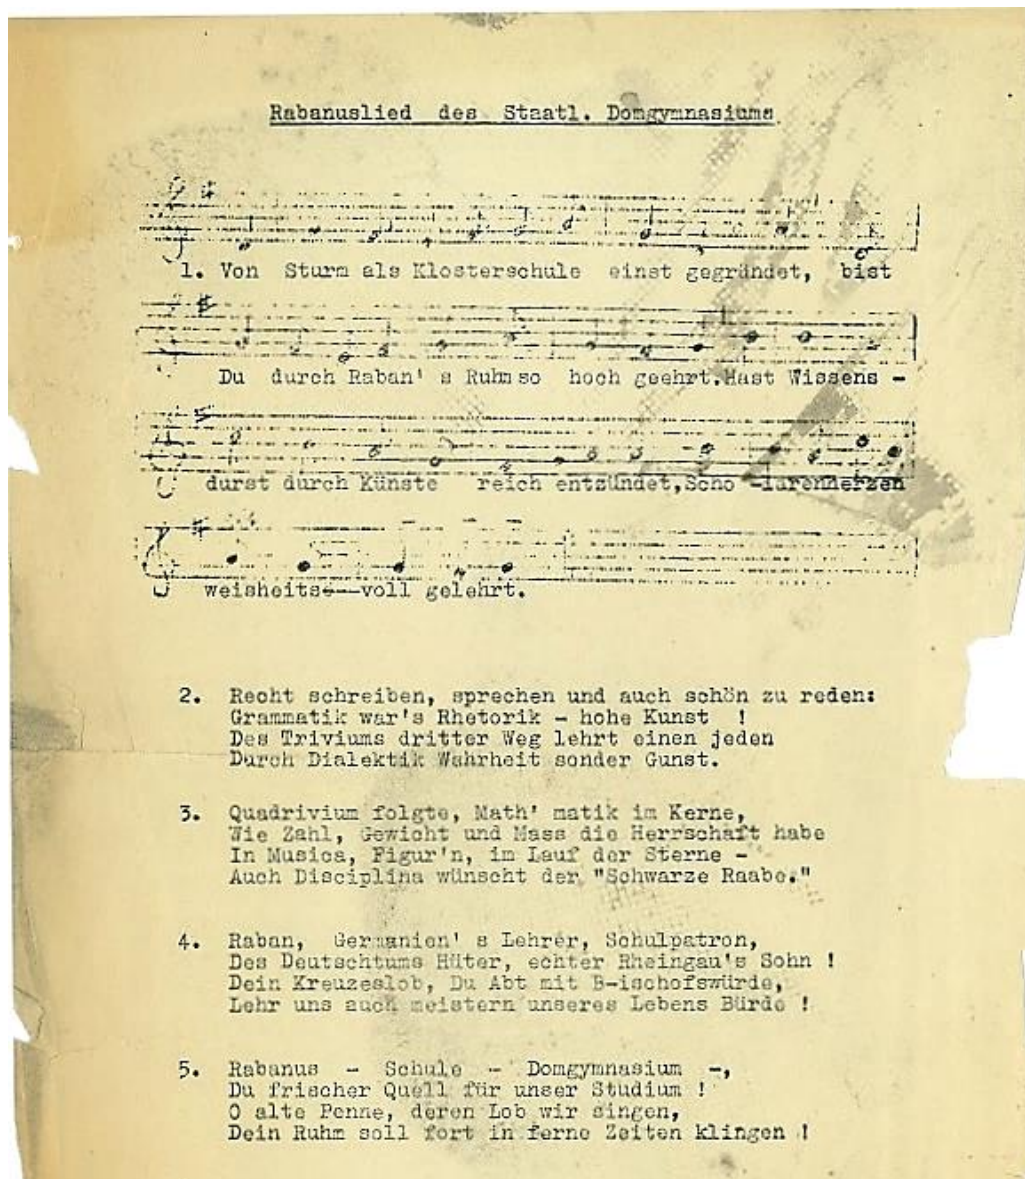 Rabanuslied des Staatl. Domgymnasiums
1. Von Sturm als Klosterschule einst gegründet, bist
Du durch Raban' s Ruhm so hoch geehrt.Hast Wissens -
durst durch Künste reich entzündet,Scho -larenherzen
weisheits-—voll gelehrt.
2. Recht schreiben, sprechen und auch schön zu reden:
Grammatik war's Rhetorik - hohe Kunst !
Des Triviums dritter Weg lehrt einen jeden
Durch Dialektik Wahrheit sonder Gunst.
3. Quadrivium folgte, Math' matik im Kerne,
Wie Zahl, Gewicht und Mass die Herrschaft habe
In Musica, Figur'n, im Lauf der Sterne -
Auch Disciplina wünscht der "Schwarze Raabe."
4. Raban, Germanien' s Lehrer, Schulpatron,
Des Deutschtums Hüter, echter Rheingau's Sohn !
Dein Kreuzeslob, Du Abt mit B-ischofswürde,
Lehr uns auch meistern unseres Lebens Bürde !
5. Rabanus - Schule - Domgymnasium -,
Du frischer Quell für unser Studium !
O alte Penne, deren Lob wir singen,
Dein Ruhm soll fort in ferne Zeiten klingen !